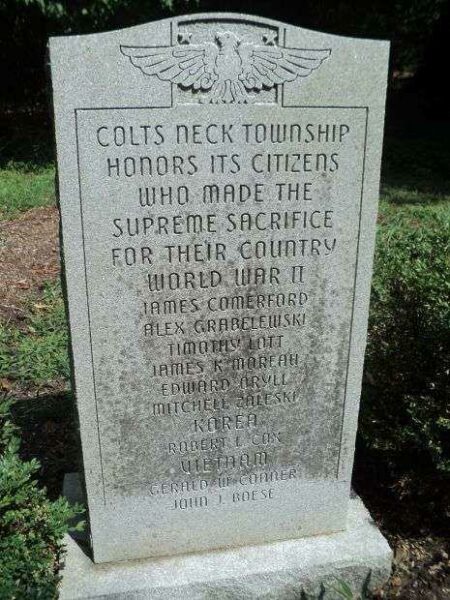 COLTS NECK TOWNSHIP
HONORS ITS CITIZENS
WHO MADE THE
SUPREME SACRIFICE
FOR THEIR COUNTRY
WORLD WAR II
JAMES COMERFORD
ALEX GRABELEWSKI
TIMOTHY LOTT
JAMES K MAREAU
EDWARD ARYLL
MITCHELL ZALESKI
KOREA
ROBERT L COX
VIETNAM
GERALD W CONNER
JOHN J BOESE